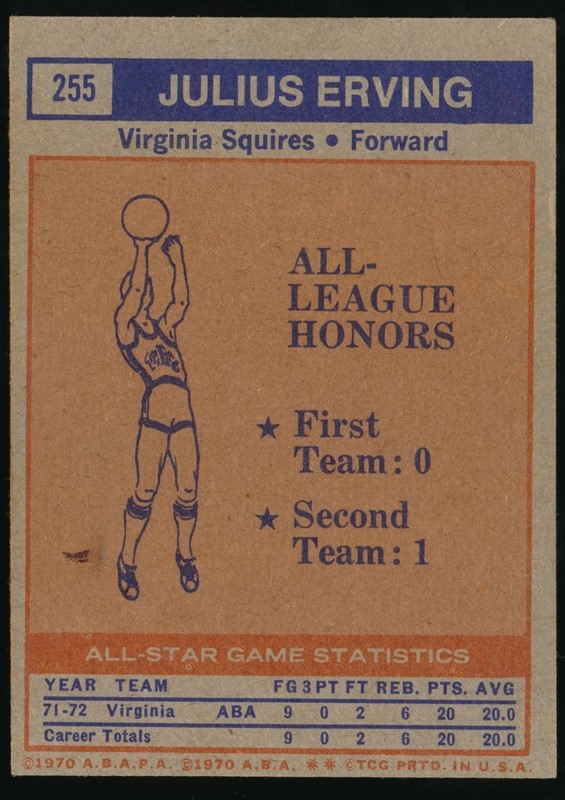 255 JULIUS ERVING
Virginia Squires • Forward
ALL-
LEAGUE
HONORS
★ First
Team: 0
★ Second
Team: 1
ALL-STAR GAME STATISTICS
YEAR TEAM FG 3PT FT REB. PTS. AVG
71-72 Virginia ABA 9 0 2 6 20 20.0
Career Totals 9 0 2 6 20 20.0
©1970 A.B.A.P.A. ©1970 A.B.A. ** ©TCG PRTD. IN U.S.A.